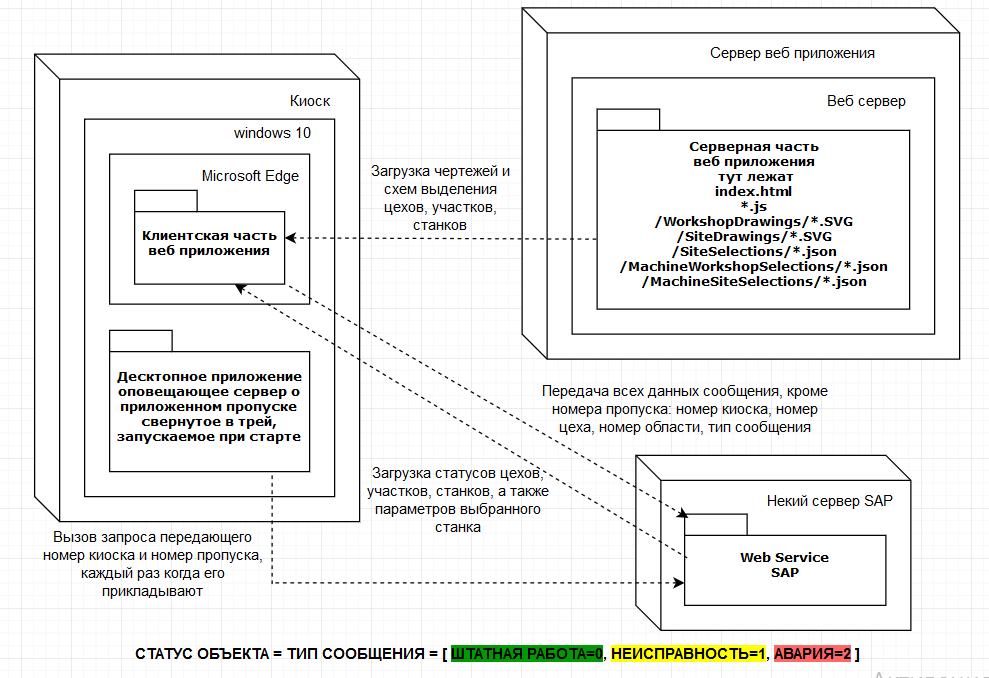 Сервер веб приложения
Веб сервер
Серверная часть
веб приложения
тут лежат
index.html
*.js
/WorkshopDrawings/*.SVG
/SiteDrawings/*.SVG
/SiteSelections/*.json
/MachineWorkshopSelections/*.json
/MachineSiteSelections/*.json
Киоск
windows 10
Microsoft Edge
Клиентская часть
веб приложения
Загрузка чертежей и
схем выделения
цехов, участков,
станков
Десктопное приложение
оповещающее сервер о
приложенном пропуске
свернутое в трей,
запускаемое при старте
Передача всех данных сообщения, кроме
номера пропуска: номер киоска, номер
цеха, номер области, тип сообщения
Загрузка статусов цехов,
участков, станков, а также
параметров выбранного
станка
Некий сервер SAP
Web Service
SAP
Вызов запроса передающего
номер киоска и номер пропуска,
каждый раз когда его
прикладывают
СТАТУС ОБЪЕКТА = ТИП СООБЩЕНИЯ = [ ШТАТНАЯ РАБОТА=0, НЕИСПРАВНОСТЬ=1, АВАРИЯ=2 ]